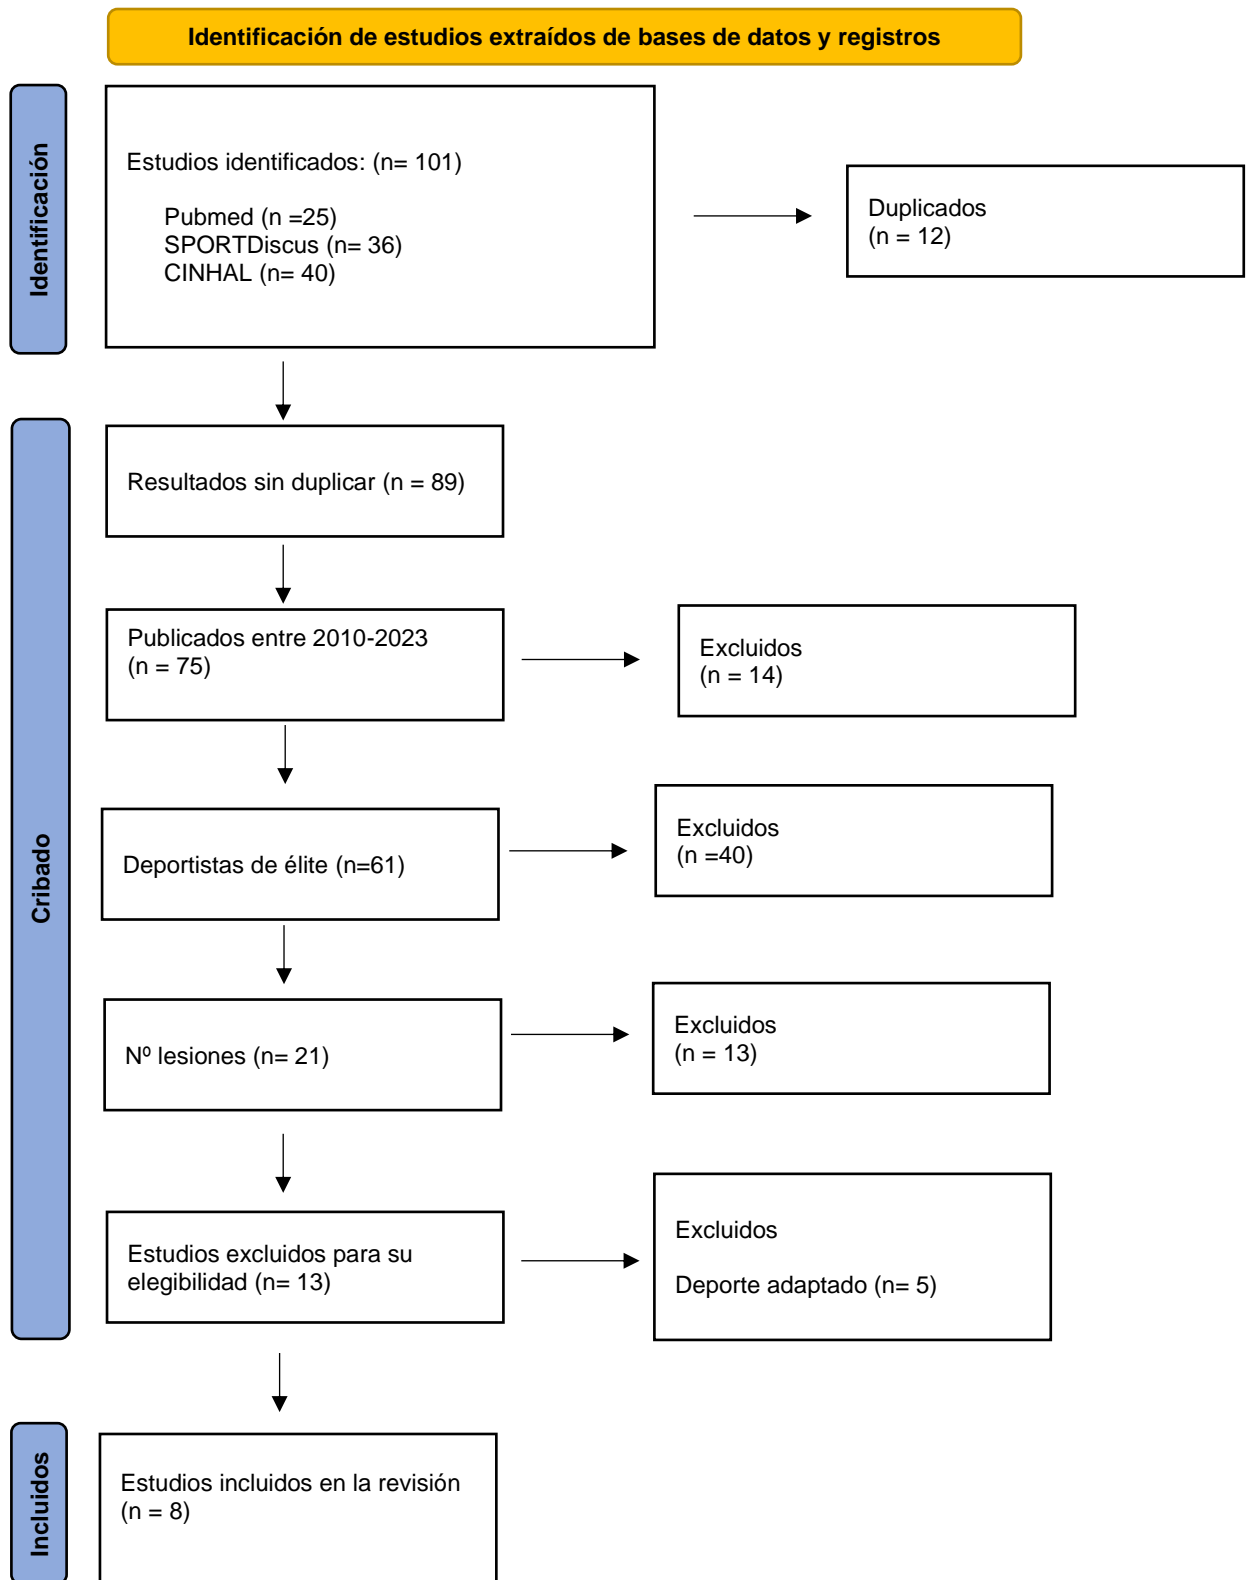 Identificación de estudios extraídos de bases de datos y registros
Identificación
Estudios identificados: (n= 101)
Pubmed (n =25)
SPORTDiscus (n= 36)
CINHAL (n= 40)
Duplicados
(n = 12)
Cribado
Resultados sin duplicar (n = 89)
Publicados entre 2010-2023
(n = 75)
Excluidos
(n = 14)
Deportistas de élite (n=61)
Excluidos
(n =40)
Nº lesiones (n= 21)
Excluidos
(n = 13)
Estudios excluidos para su
elegibilidad (n= 13)
Excluidos
Deporte adaptado (n= 5)
Incluidos
Estudios incluidos en la revisión
(n = 8)